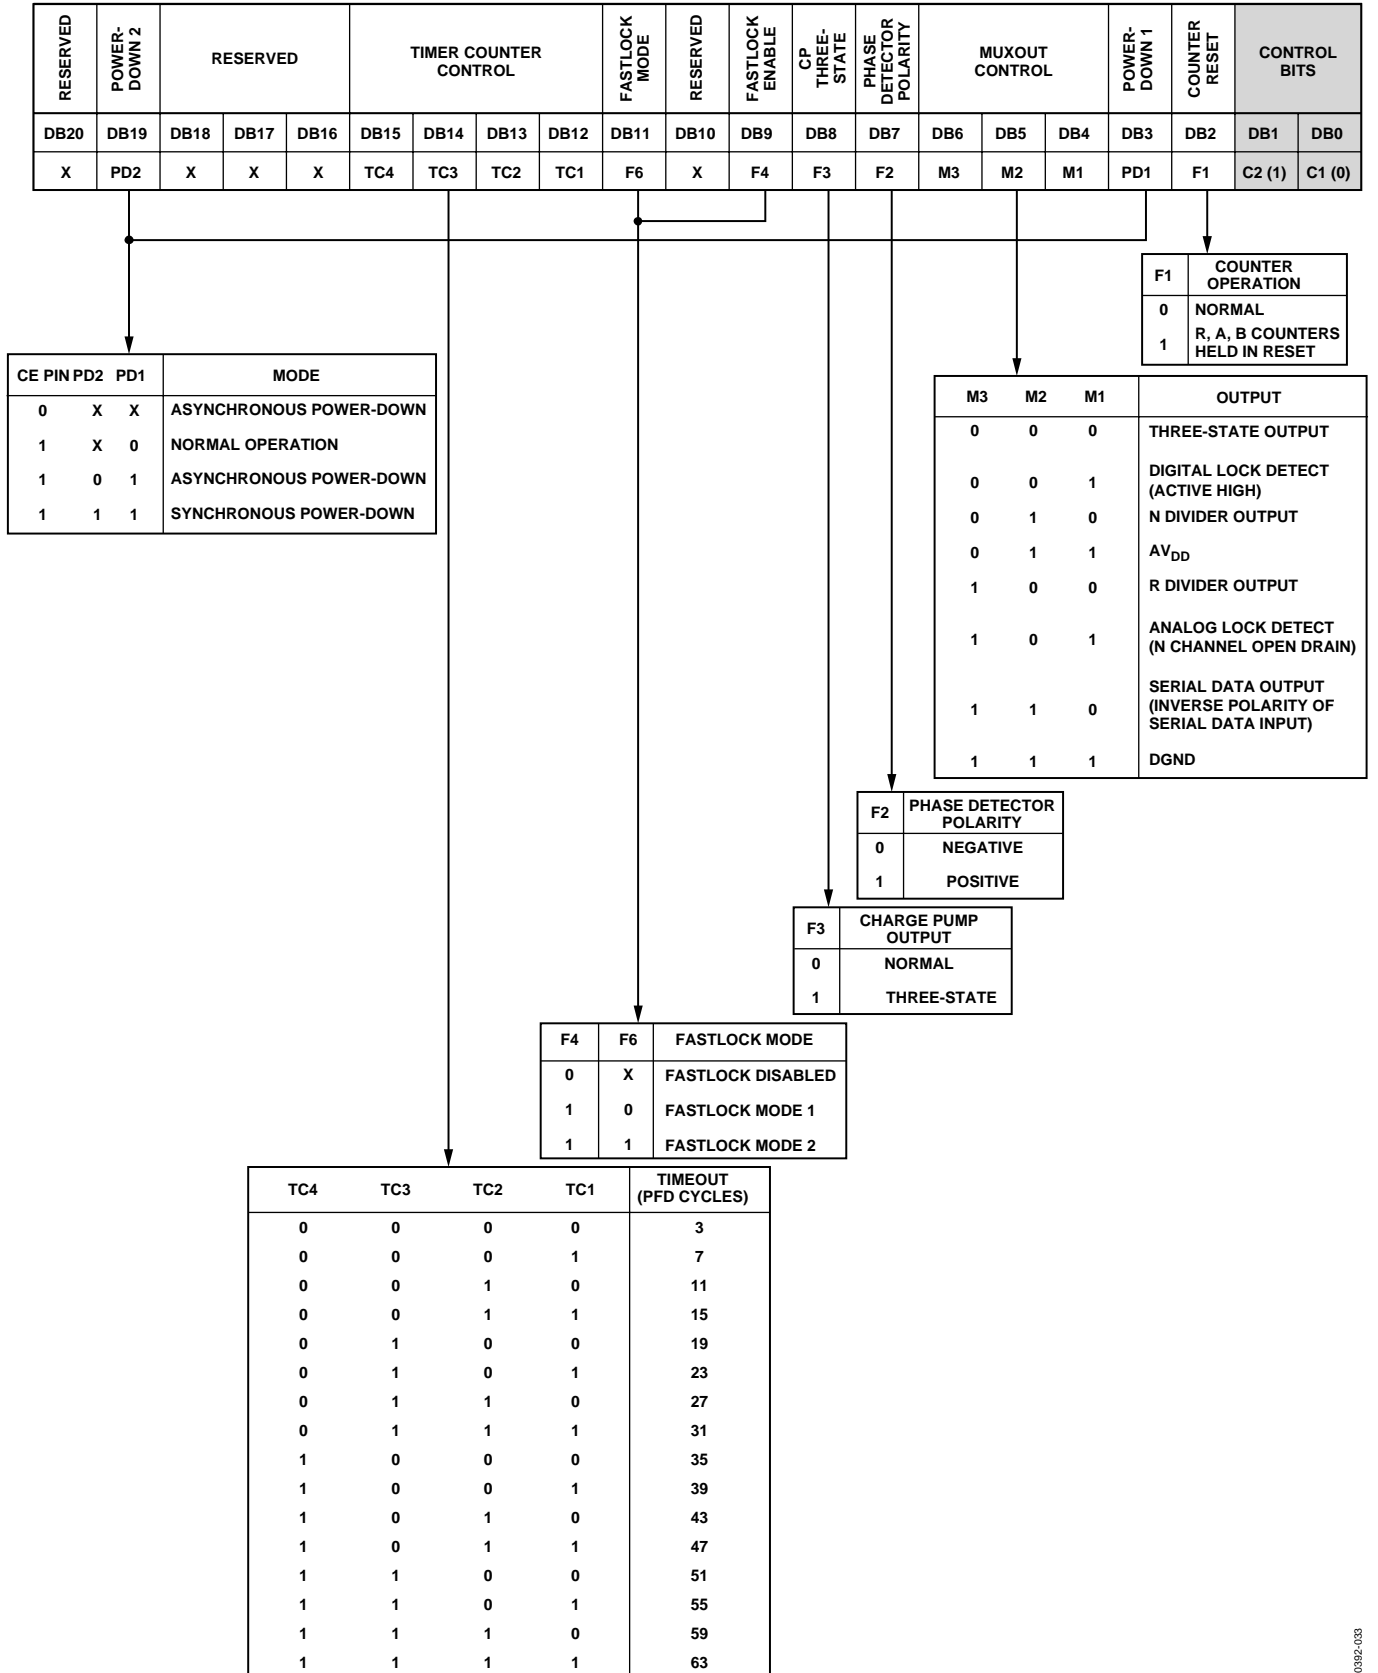 RESERVED
POWER-
DOWN 2
RESERVED
TIMER COUNTER
CONTROL
FASTLOCK
MODE
RESERVED
FASTLOCK
ENABLE
CP
THREE-
STATE
PHASE
DETECTOR
POLARITY
MUXOUT
CONTROL
POWER-
DOWN 1
COUNTER
RESET
CONTROL
BITS
DB20 DB19 DB18 DB17 DB16 DB15 DB14 DB13 DB12 DB11 DB10 DB9 DB8 DB7 DB6 DB5 DB4 DB3 DB2 DB1 DB0
X PD2 X X X TC4 TC3 TC2 TC1 F6 X F4 F3 F2 M3 M2 M1 PD1 F1 C2 (1) C1 (0)
F1 COUNTER
OPERATION
0 NORMAL
1 R, A, B COUNTERS
HELD IN RESET
CE PIN PD2 PD1 MODE
0 X X ASYNCHRONOUS POWER-DOWN
1 X 0 NORMAL OPERATION
1 0 1 ASYNCHRONOUS POWER-DOWN
1 1 1 SYNCHRONOUS POWER-DOWN
M3 M2 M1 OUTPUT
0 0 0 THREE-STATE OUTPUT
0 0 1 DIGITAL LOCK DETECT
(ACTIVE HIGH)
0 1 0 N DIVIDER OUTPUT
0 1 1 AVDD
1 0 0 R DIVIDER OUTPUT
1 0 1 ANALOG LOCK DETECT
(N CHANNEL OPEN DRAIN)
1 1 0 SERIAL DATA OUTPUT
(INVERSE POLARITY OF
SERIAL DATA INPUT)
1 1 1 DGND
F2 PHASE DETECTOR
POLARITY
0 NEGATIVE
1 POSITIVE
F3 CHARGE PUMP
OUTPUT
0 NORMAL
1 THREE-STATE
F4 F6 FASTLOCK MODE
0 X FASTLOCK DISABLED
1 0 FASTLOCK MODE 1
1 1 FASTLOCK MODE 2
TC4 TC3 TC2 TC1 TIMEOUT
(PFD CYCLES)
0 0 0 0 3
0 0 0 1 7
0 0 1 0 11
0 0 1 1 15
0 1 0 0 19
0 1 0 1 23
0 1 1 0 27
0 1 1 1 31
1 0 0 0 35
1 0 0 1 39
1 0 1 0 43
1 0 1 1 47
1 1 0 0 51
1 1 0 1 55
1 1 1 0 59
1 1 1 1 63
0392-033